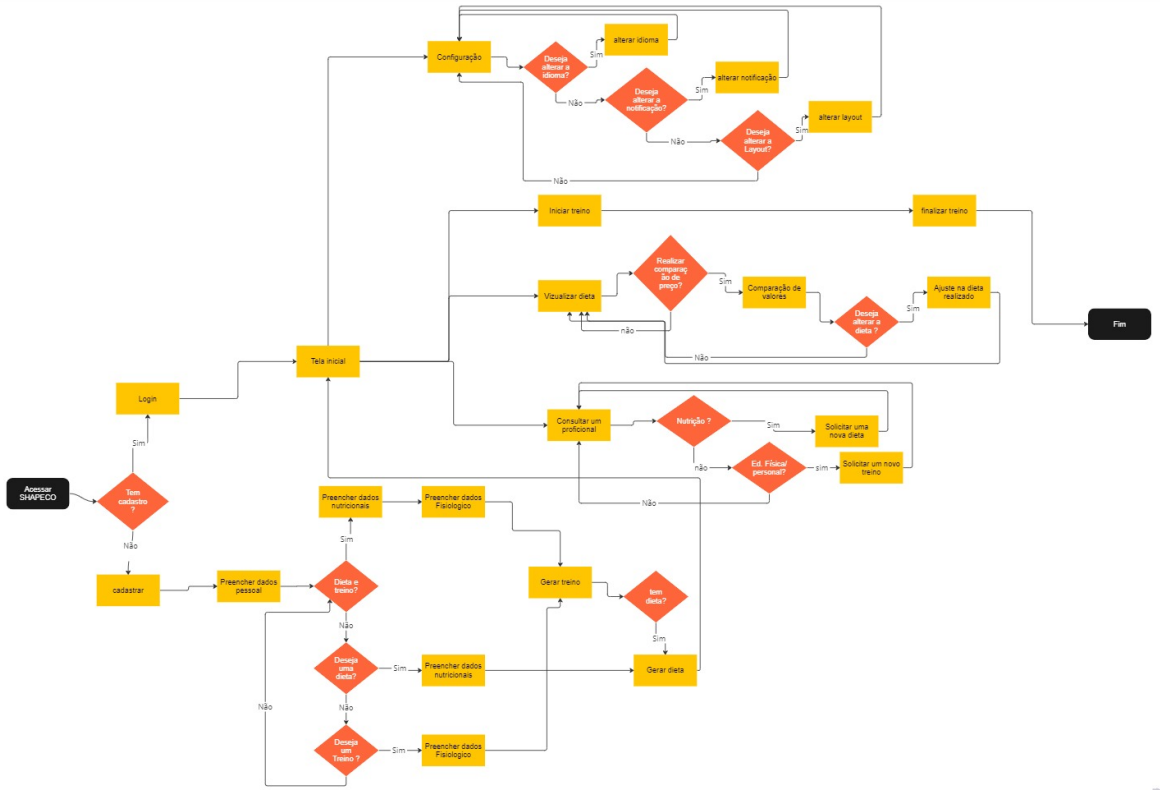 alterar idioma
Sim
Configuração
Deseja
alterar a
idioma?
Não
alterar notificação
Sim
Deseja
alterar a
notificação?
Não
alterar layout
Sim
Deseja
alterar a
Layout?
Não
Iniciar treino
finalizar treino
Realizar
comparaç
ão de
preço?
Sim
não
Vizualizar dieta
Comparação de
valores
Deseja
alterar a
dieta ?
Sim
Não
Ajuste na dieta
realizado
Fim
Tela inicial
Login
Sim
Consultar um
proficional
Nutrição ?
Sim
não
Solicitar uma
nova dieta
Ed. Física/
personal?
sim
Não
Solicitar um novo
treino
Acessar
SHAPECO
Tem
cadastro
?
Não
cadastrar
Preencher dados
pessoal
Preencher dados
nutricionais
Preencher dados
Fisiologico
Sim
Dieta e
treino?
Não
Gerar treino
tem
dieta?
Sim
Deseja
uma
dieta?
Sim
Preencher dados
nutricionais
Gerar dieta
Não
Não
Deseja
um
Treino ?
Sim
Preencher dados
Fisiologico